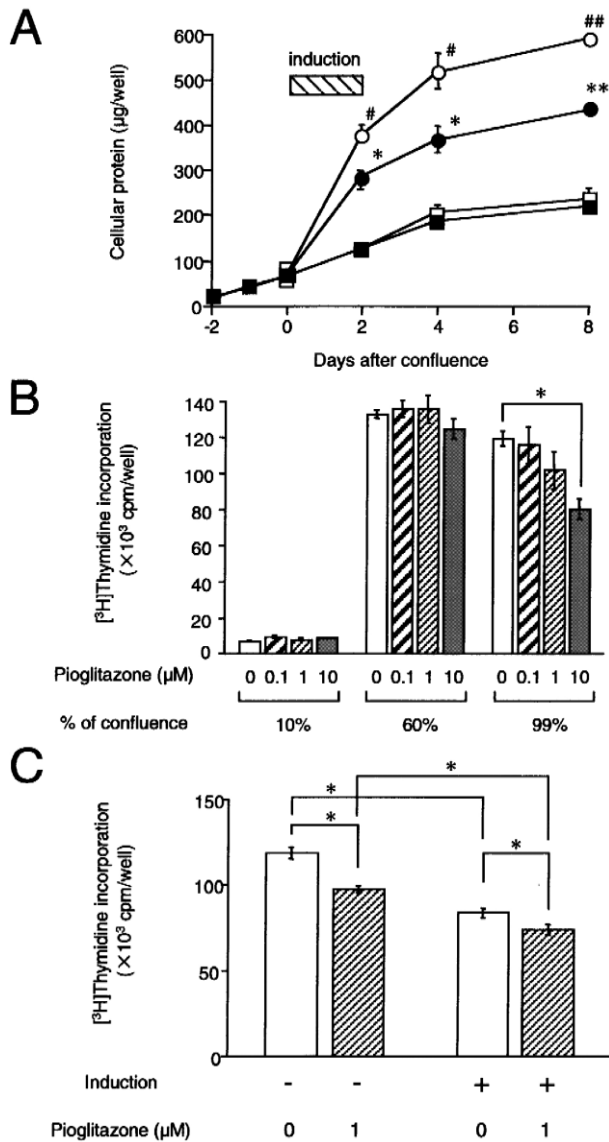 A
Cellular protein (µg/well)
600
500
400
300
200
100
0
induction
#
*
#
*
##
**
-2 0 2 4 6 8
Days after confluence
B
[³H]Thymidine incorporation
(×10³ cpm/well)
140
120
100
80
60
40
20
0
*
Pioglitazone (µM) 0 0.1 1 10 0 0.1 1 10 0 0.1 1 10
% of confluence 10% 60% 99%
C
[³H]Thymidine incorporation
(×10³ cpm/well)
150
100
50
0
*
*
*
*
Induction - - + +
Pioglitazone (µM) 0 1 0 1